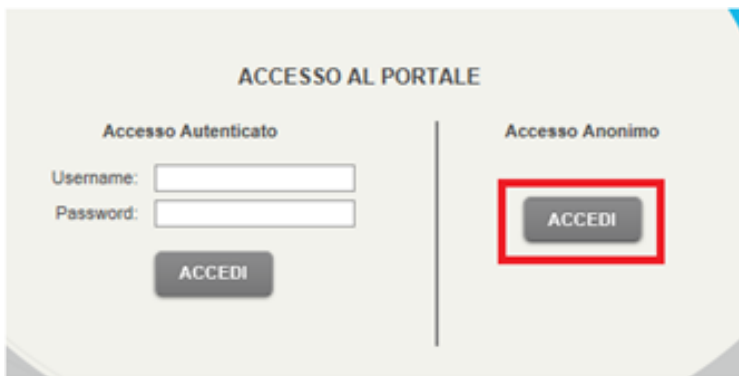 ACCESSO AL PORTALE
Accesso Autenticato
Username:
Password:
ACCEDI
Accesso Anonimo
ACCEDI